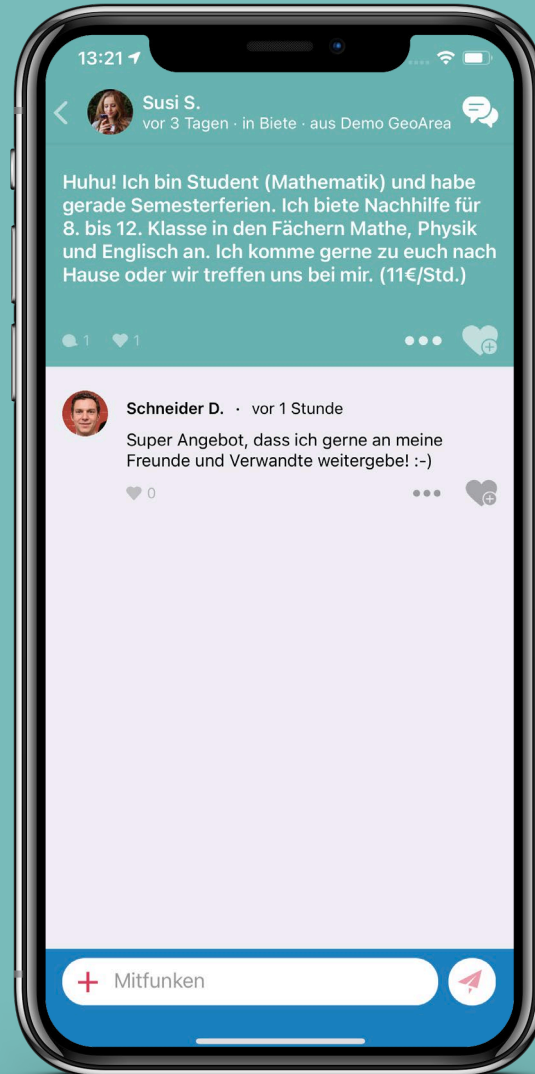 13:21
Susi S.
vor 3 Tagen · in Biete · aus Demo GeoArea
Huhu! Ich bin Student (Mathematik) und habe
gerade Semesterferien. Ich biete Nachhilfe für
8. bis 12. Klasse in den Fächern Mathe, Physik
und Englisch an. Ich komme gerne zu euch nach
Hause oder wir treffen uns bei mir. (11€/Std.)
1 1
Schneider D. · vor 1 Stunde
Super Angebot, dass ich gerne an meine
Freunde und Verwandte weitergebe! :-)
0
Mitfunken